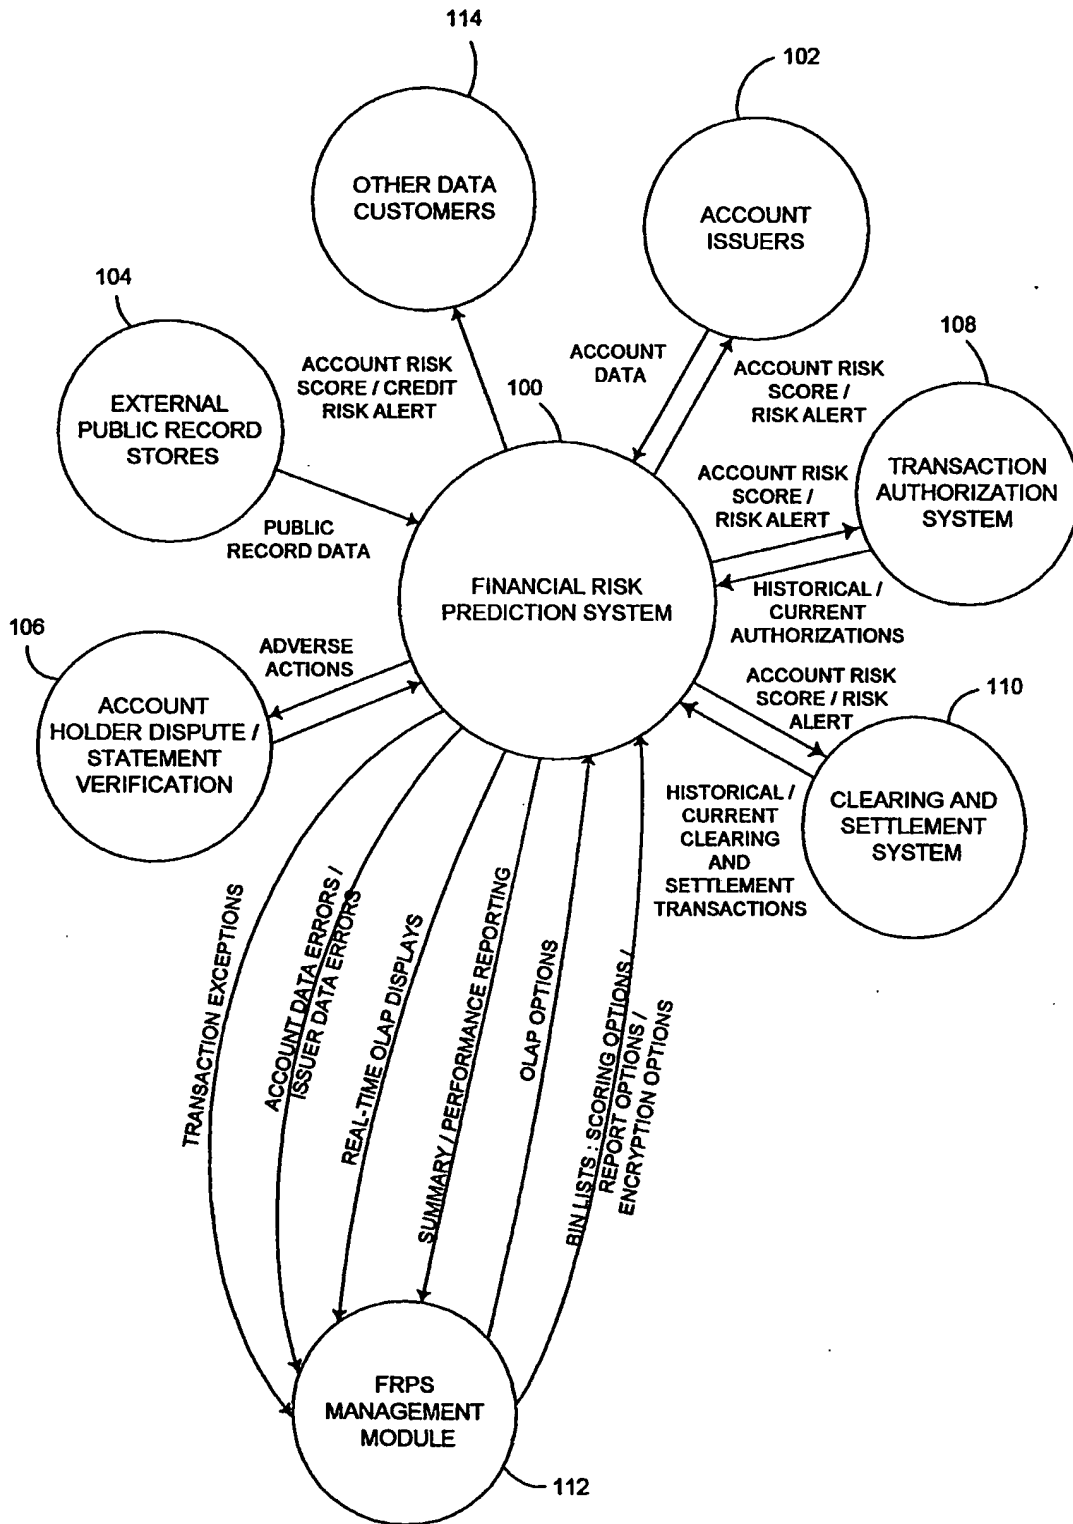 114
102
OTHER DATA
CUSTOMERS
ACCOUNT
ISSUERS
104
108
ACCOUNT RISK
SCORE / CREDIT
RISK ALERT
100
ACCOUNT
DATA
ACCOUNT RISK
SCORE /
RISK ALERT
EXTERNAL
PUBLIC RECORD
STORES
TRANSACTION
AUTHORIZATION
SYSTEM
ACCOUNT RISK
SCORE /
RISK ALERT
PUBLIC
RECORD DATA
FINANCIAL RISK
PREDICTION SYSTEM
HISTORICAL /
CURRENT
AUTHORIZATIONS
106
ADVERSE
ACTIONS
ACCOUNT RISK
SCORE / RISK
ALERT
110
ACCOUNT
HOLDER DISPUTE /
STATEMENT
VERIFICATION
HISTORICAL /
CURRENT
CLEARING
AND
SETTLEMENT
TRANSACTIONS
CLEARING AND
SETTLEMENT
SYSTEM
TRANSACTION EXCEPTIONS
ACCOUNT DATA ERRORS /
ISSUER DATA ERRORS
REAL-TIME OLAP DISPLAYS
SUMMARY / PERFORMANCE REPORTING
OLAP OPTIONS
BIN LISTS : SCORING OPTIONS /
REPORT OPTIONS /
ENCRYPTION OPTIONS
FRPS
MANAGEMENT
MODULE
112